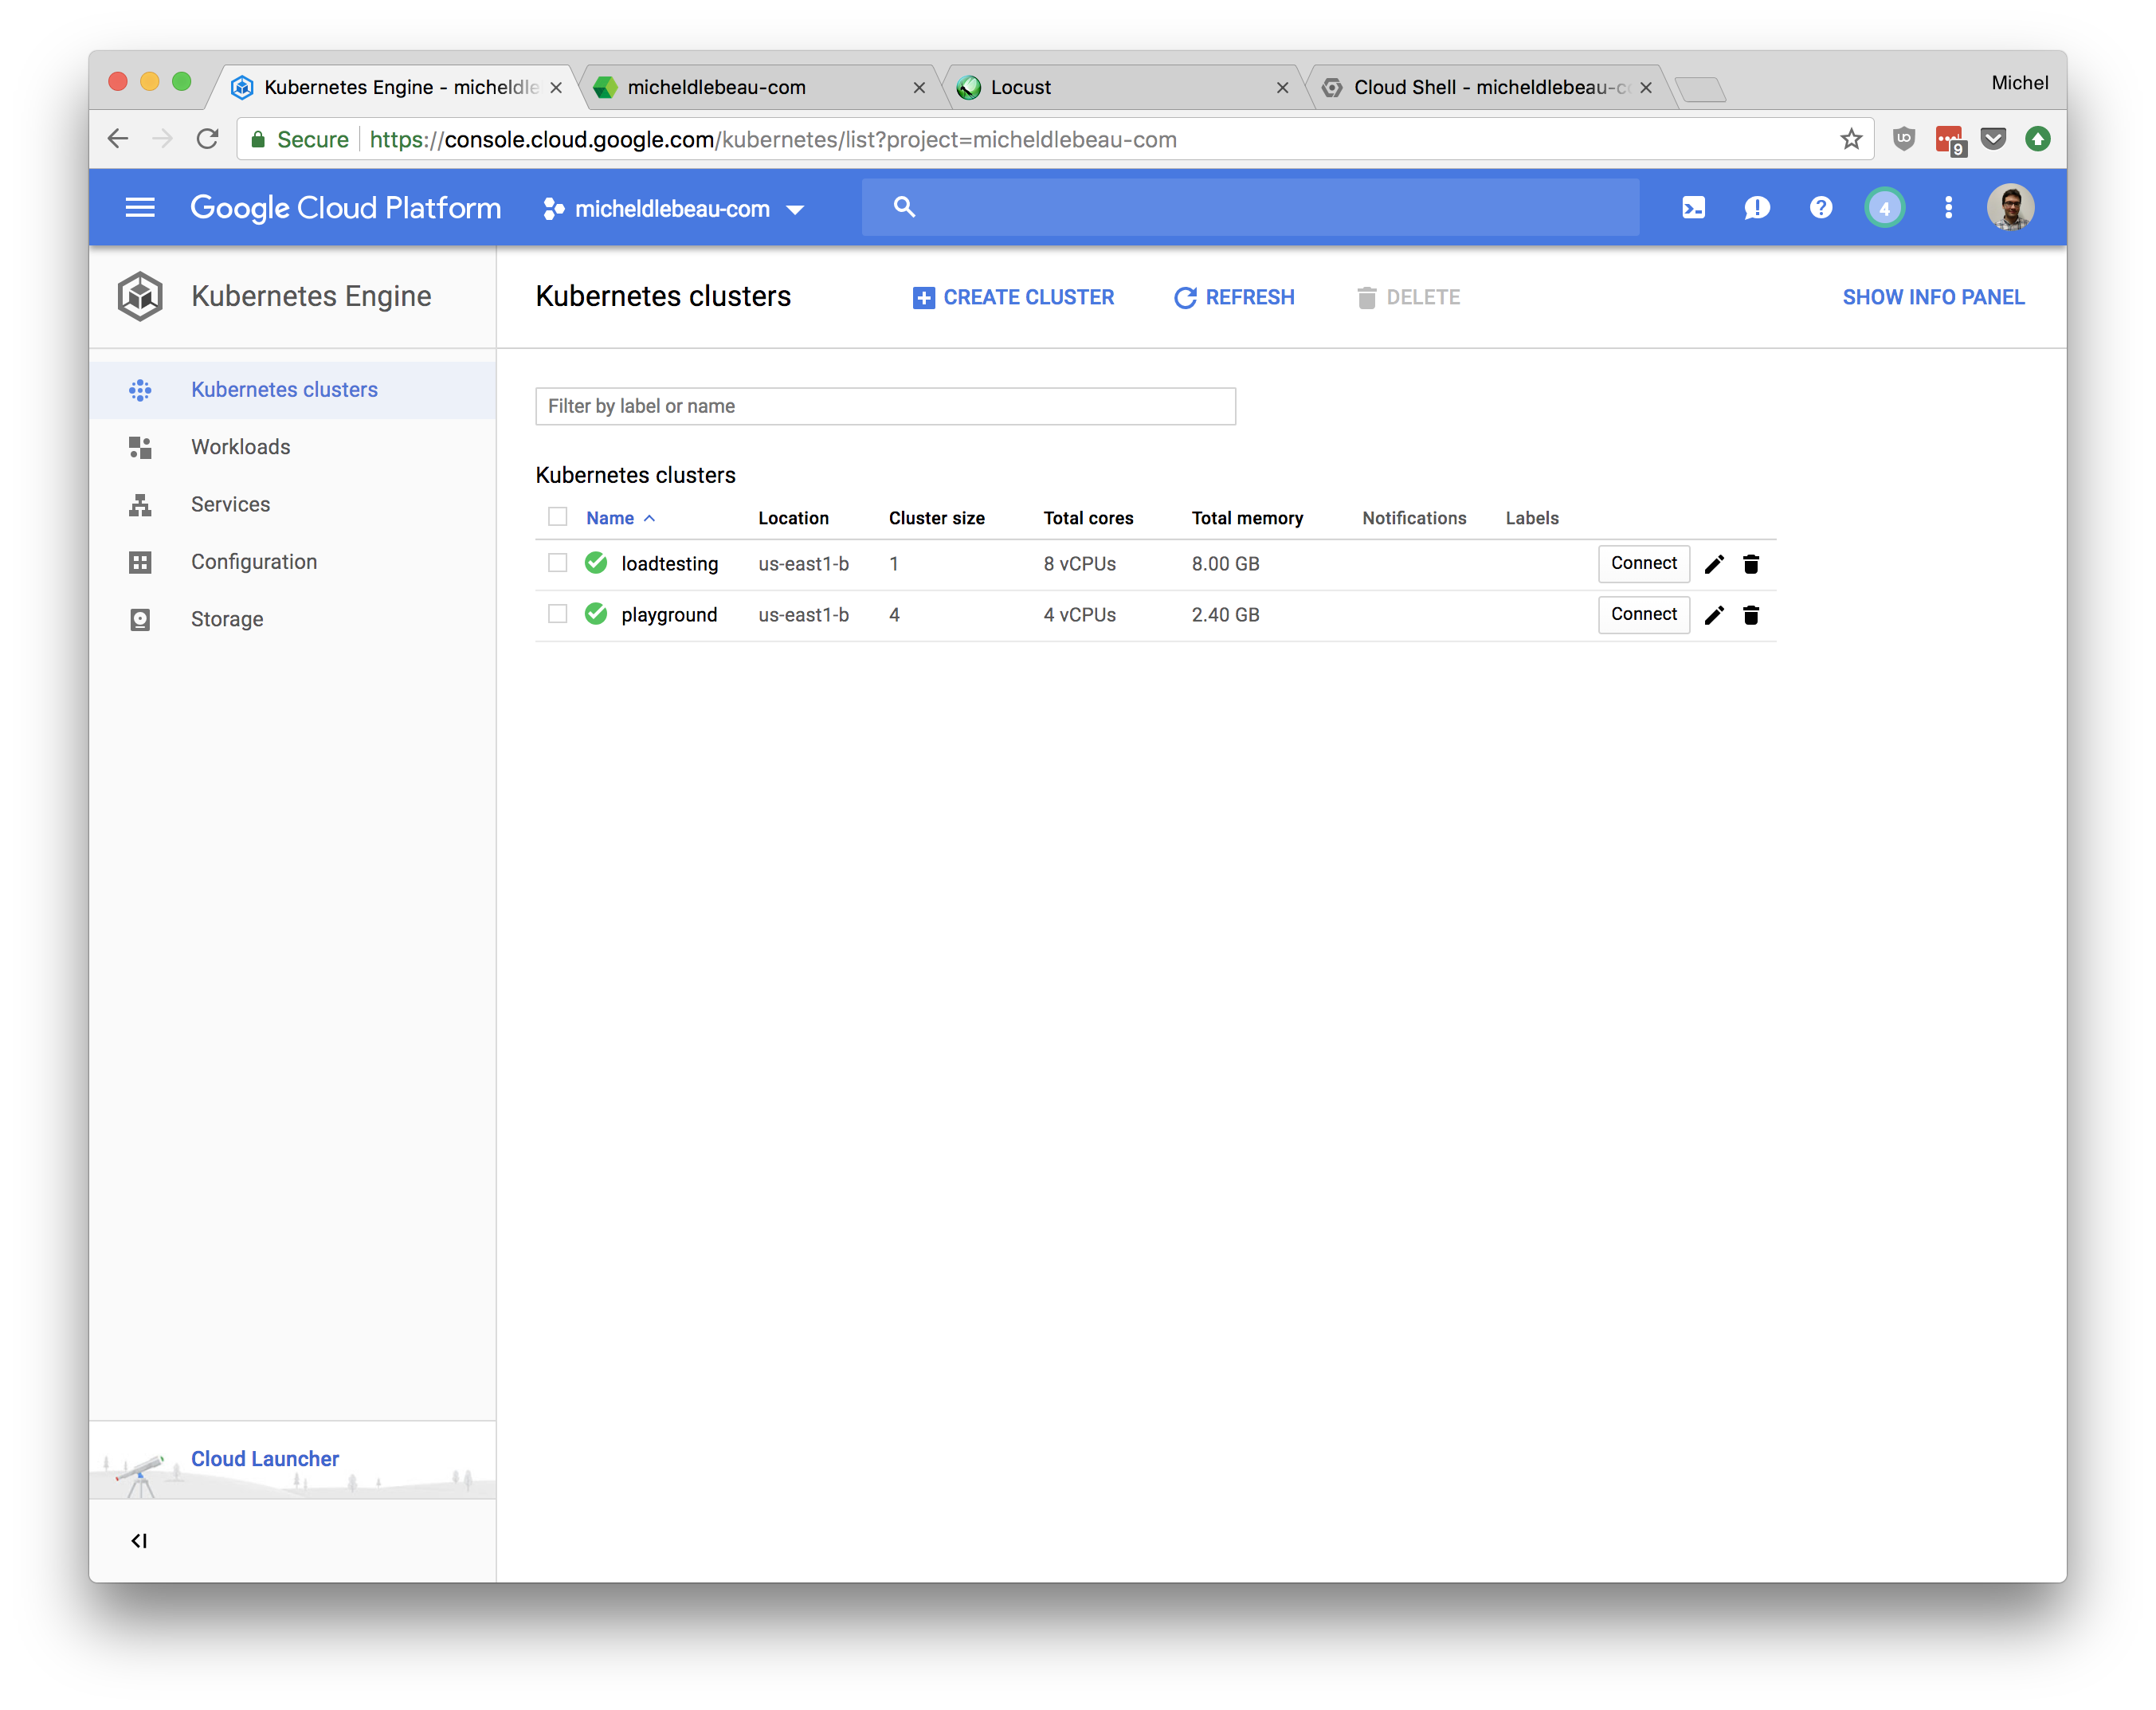 Kubernetes Engine - micheldle
micheldlebeau-com
Locust
Cloud Shell - micheldlebeau-c
Michel
Secure
https://console.cloud.google.com/kubernetes/list?project=micheldlebeau-com
9
Google Cloud Platform
micheldlebeau-com
4
Kubernetes Engine
Kubernetes clusters
CREATE CLUSTER
REFRESH
DELETE
SHOW INFO PANEL
Kubernetes clusters
Workloads
Services
Configuration
Storage
Filter by label or name
Kubernetes clusters
Name Location Cluster size Total cores Total memory Notifications Labels
loadtesting us-east1-b 1 8 vCPUs 8.00 GB Connect
playground us-east1-b 4 4 vCPUs 2.40 GB Connect
Cloud Launcher